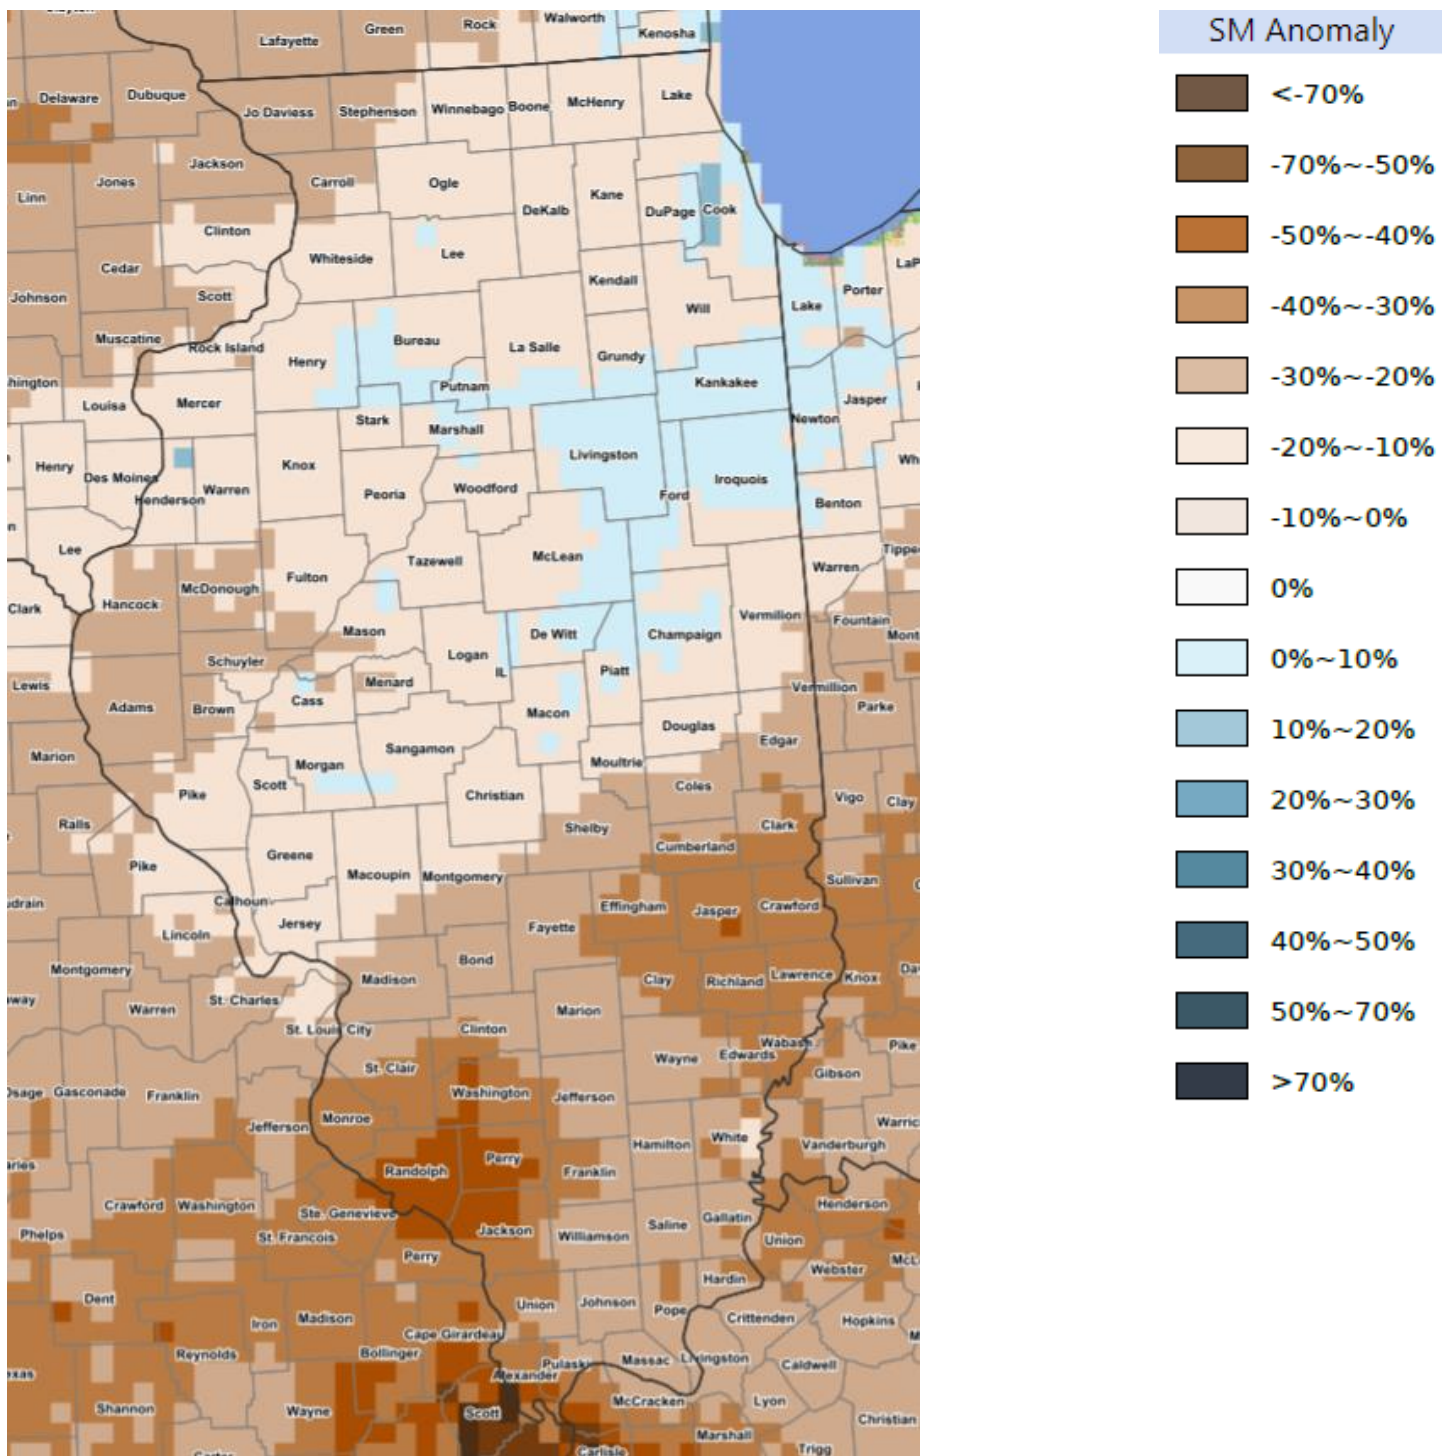 Lafayette
Green
Rock
Walworth
Kenosha
Delaware
Dubuque
Jo Daviess
Stephenson
Winnebago
Boone
McHenry
Lake
Jackson
Jones
Linn
Carroll
Ogle
DeKalb
Kane
DuPage
Cook
Clinton
Whiteside
Lee
Cedar
Johnson
Scott
Kendall
Will
Lake
Porter
Muscatine
Rock Island
Henry
Bureau
La Salle
Grundy
Putnam
Kankakee
Louisa
Mercer
Stark
Marshall
Newton
Jasper
Henry
Des Moines
Henderson
Warren
Knox
Peoria
Woodford
Livingston
Ford
Iroquois
Benton
Lee
Fulton
Tazewell
McLean
Warren
Clark
Hancock
McDonough
Mason
Logan
De Witt
Champaign
Vermilion
Fountain
Lewis
Adams
Schuyler
Brown
Cass
Menard
IL
Piatt
Vermillion
Parke
Macon
Douglas
Marion
Sangamon
Edgar
Pike
Scott
Morgan
Christian
Moultrie
Coles
Vigo
Clay
Ralls
Shelby
Clark
Pike
Greene
Macoupin
Montgomery
Cumberland
Sullivan
Calhoun
Jersey
Lincoln
Fayette
Effingham
Jasper
Crawford
Montgomery
Bond
Madison
Clay
Richland
Lawrence
Knox
Warren
St. Charles
St. Louis City
Clinton
Marion
Wayne
Edwards
Wabash
Pike
Gasconade
Franklin
St. Clair
Washington
Jefferson
Gibson
Jefferson
Monroe
Hamilton
White
Vanderburgh
Randolph
Perry
Franklin
Crawford
Washington
Ste. Genevieve
Phelps
St. Francois
Jackson
Williamson
Saline
Gallatin
Henderson
Union
Perry
Webster
Dent
Iron
Madison
Union
Johnson
Pope
Hardin
Crittenden
Hopkins
Reynolds
Bollinger
Cape Girardeau
Pulaski
Alexander
Massac
Livingston
Caldwell
Shannon
Wayne
Scott
McCracken
Lyon
Christian
Marshall
Carlisle
Trigg
SM Anomaly
<-70%
-70%~-50%
-50%~-40%
-40%~-30%
-30%~-20%
-20%~-10%
-10%~0%
0%
0%~10%
10%~20%
20%~30%
30%~40%
40%~50%
50%~70%
>70%